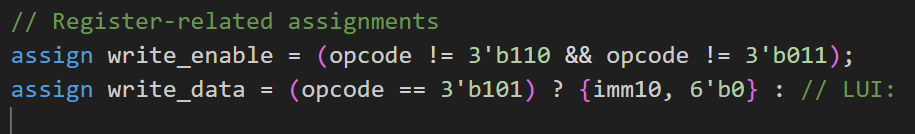 // Register-related assignments
assign write_enable = (opcode != 3'b110 && opcode != 3'b011);
assign write_data = (opcode == 3'b101) ? {imm10, 6'b0} : // LUI: